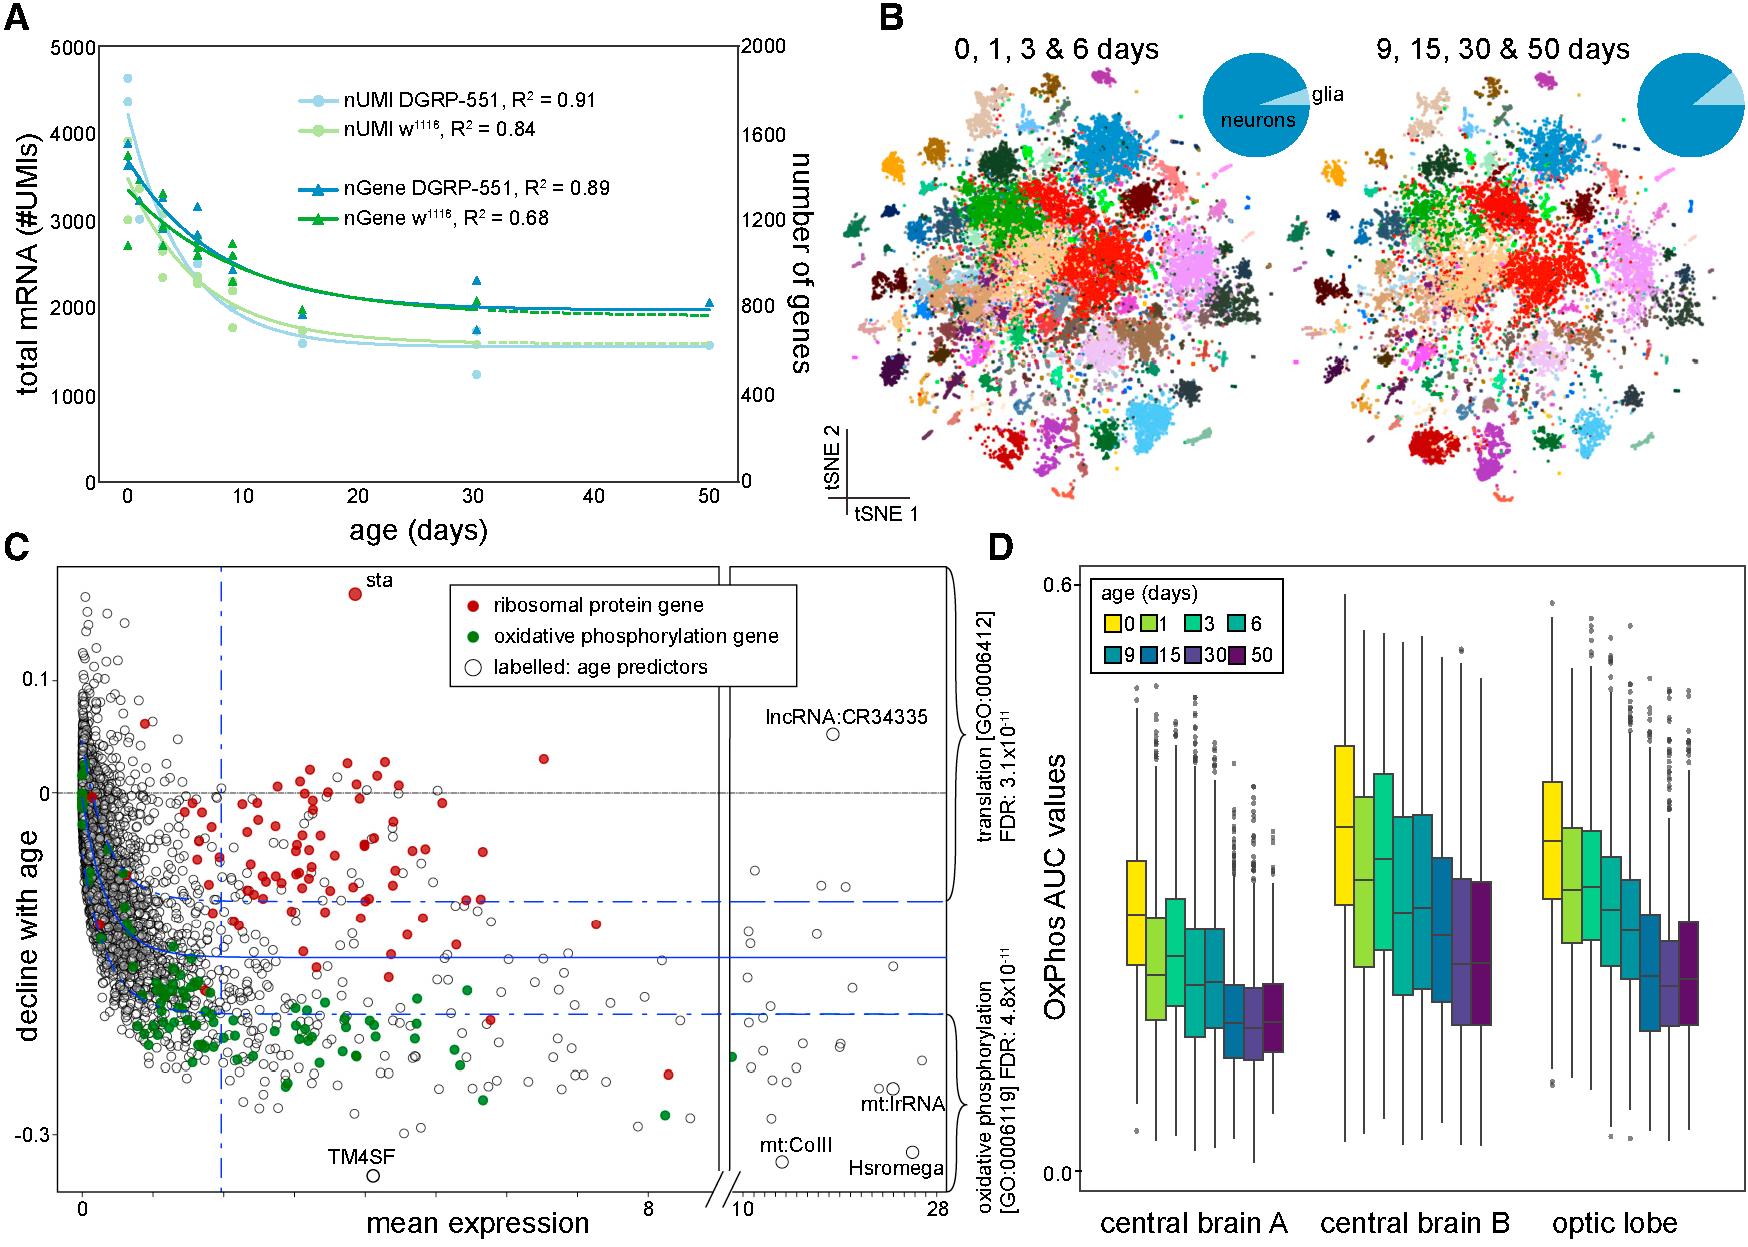 A
5000
4000
3000
2000
1000
0
total mRNA (#UMIs)
nUMI DGRP-551, R² = 0.91
nUMI w¹¹¹⁸, R² = 0.84
nGene DGRP-551, R² = 0.89
nGene w¹¹¹⁸, R² = 0.68
2000
1600
1200
800
400
0
number of genes
0 10 20 30 40 50
age (days)
B
0, 1, 3 & 6 days
9, 15, 30 & 50 days
glia
neurons
tSNE 2
tSNE 1
C
sta
ribosomal protein gene
oxidative phosphorylation gene
labelled: age predictors
0.1
0
-0.3
decline with age
lncRNA:CR34335
mt:lrRNA
mt:CoIII
Hsromega
TM4SF
0 8 10 28
mean expression
translation [GO:0006412]
FDR: 3.1x10⁻¹¹
oxidative phosphorylation
[GO:0006119] FDR: 4.8x10⁻¹¹
D
0.6
0.0
OxPhos AUC values
age (days)
0 1 3 6
9 15 30 50
central brain A central brain B optic lobe